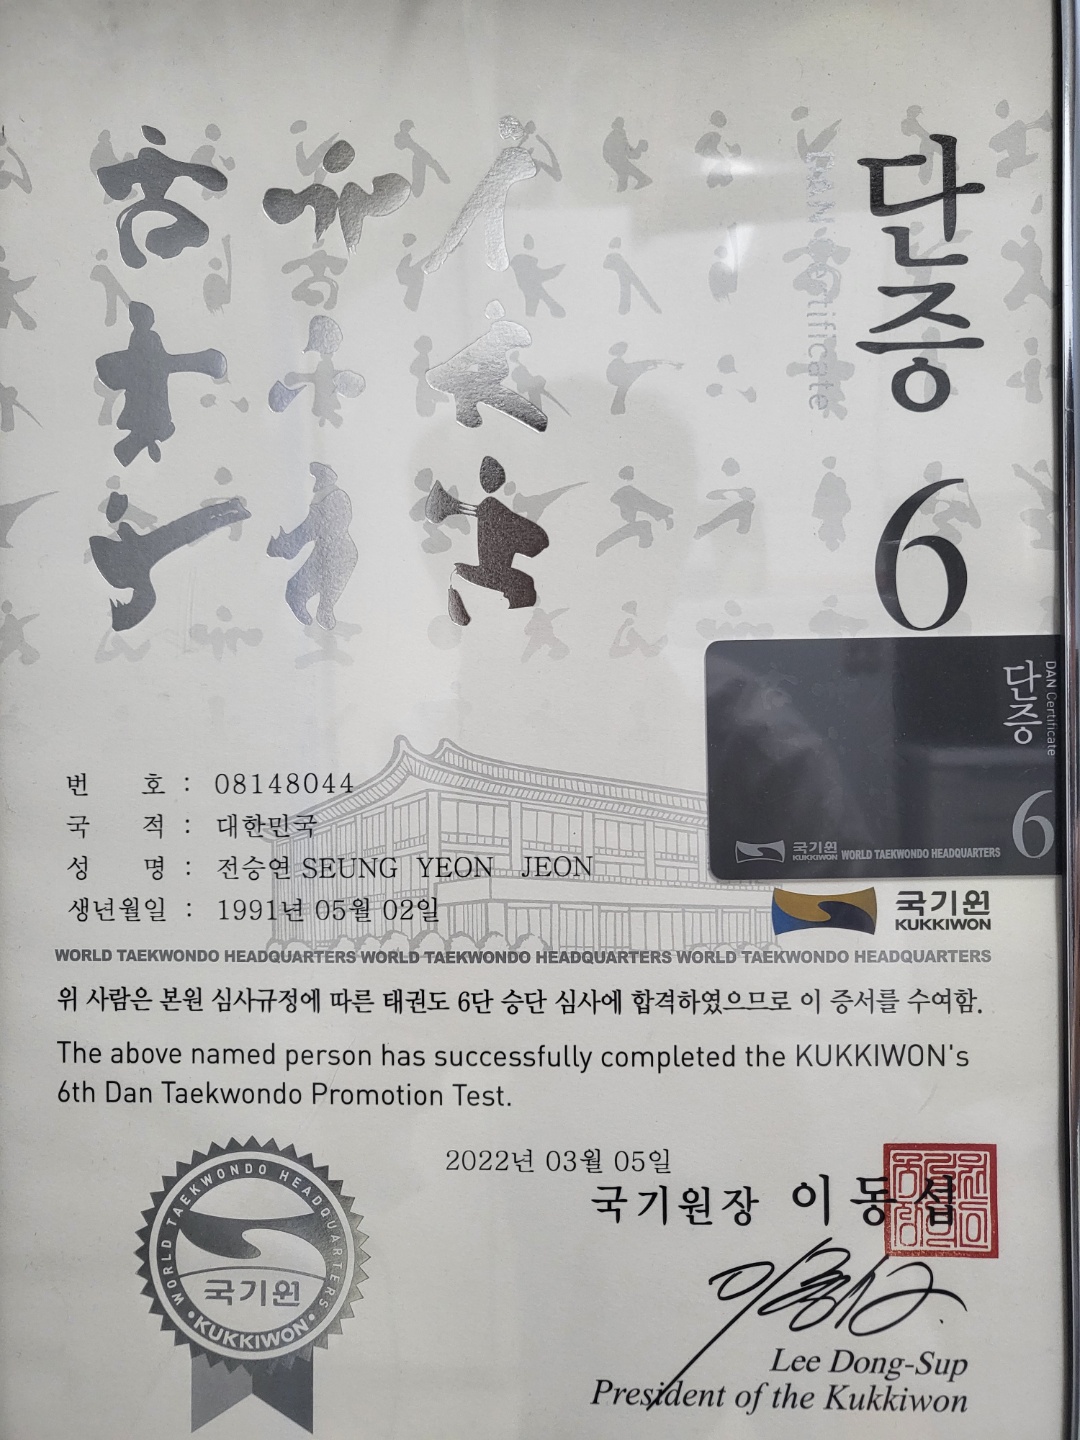 단증
DAN Certificate
6
단증
DAN Certificate
6
국기원
KUKKIWON
WORLD TAEKWONDO HEADQUARTERS
번 호 : 08148044
국 적 : 대한민국
성 명 : 전승연 SEUNG YEON JEON
생년월일 : 1991년 05월 02일
국기원
KUKKIWON
WORLD TAEKWONDO HEADQUARTERS WORLD TAEKWONDO HEADQUARTERS WORLD TAEKWONDO HEADQUARTERS
위 사람은 본원 심사규정에 따른 태권도 6단 승단 심사에 합격하였으므로 이 증서를 수여함.
The above named person has successfully completed the KUKKIWON's
6th Dan Taekwondo Promotion Test.
2022년 03월 05일
국기원장 이동섭
Lee Dong-Sup
President of the Kukkiwon
WORLD TAEKWONDO HEADQUARTERS
국기원
• KUKKIWON •